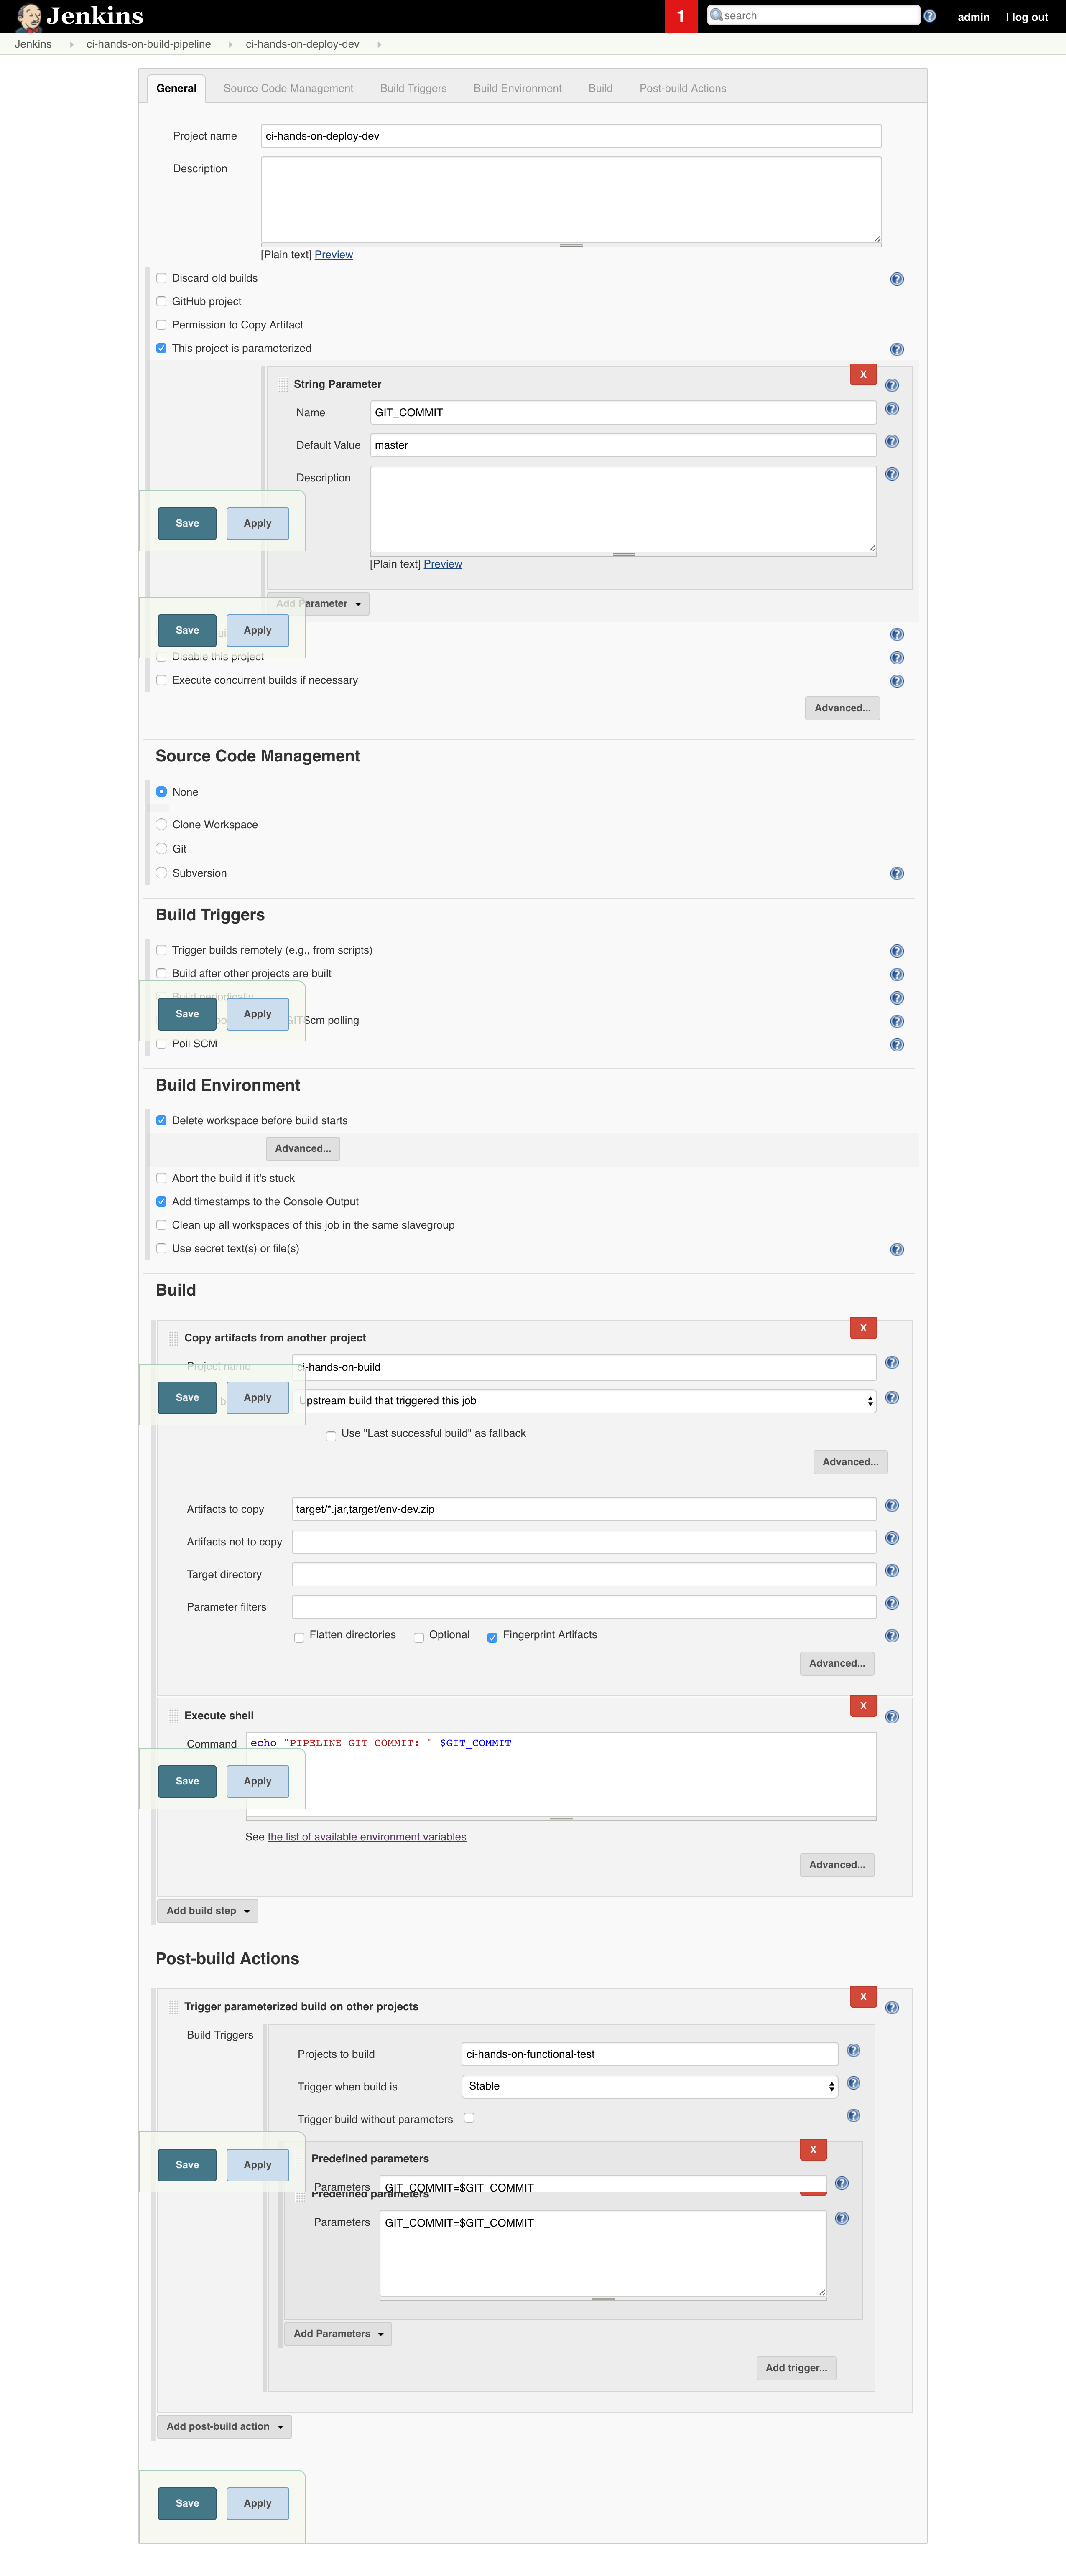 Jenkins
1
search
admin
| log out
Jenkins
ci-hands-on-build-pipeline
ci-hands-on-deploy-dev
General
Source Code Management
Build Triggers
Build Environment
Build
Post-build Actions
Project name
ci-hands-on-deploy-dev
Description
[Plain text] Preview
Discard old builds
GitHub project
Permission to Copy Artifact
This project is parameterized
X
String Parameter
Name
GIT_COMMIT
Default Value
master
Description
Save
Apply
[Plain text] Preview
Add Parameter
Save
Apply
Disable this project
Execute concurrent builds if necessary
Advanced...
Source Code Management
None
Clone Workspace
Git
Subversion
Build Triggers
Trigger builds remotely (e.g., from scripts)
Build after other projects are built
Build periodically
Save
Apply
GITScm polling
Poll SCM
Build Environment
Delete workspace before build starts
Advanced...
Abort the build if it's stuck
Add timestamps to the Console Output
Clean up all workspaces of this job in the same slavegroup
Use secret text(s) or file(s)
Build
X
Copy artifacts from another project
Project name
ci-hands-on-build
Save
Apply
Upstream build that triggered this job
Use "Last successful build" as fallback
Advanced...
Artifacts to copy
target/*.jar,target/env-dev.zip
Artifacts not to copy
Target directory
Parameter filters
Flatten directories
Optional
Fingerprint Artifacts
Advanced...
X
Execute shell
Command
echo "PIPELINE GIT COMMIT: " $GIT_COMMIT
Save
Apply
See the list of available environment variables
Advanced...
Add build step
Post-build Actions
X
Trigger parameterized build on other projects
Build Triggers
Projects to build
ci-hands-on-functional-test
Trigger when build is
Stable
Trigger build without parameters
X
Predefined parameters
Save
Apply
Parameters
GIT_COMMIT=$GIT_COMMIT
Predefined parameters
Parameters
GIT_COMMIT=$GIT_COMMIT
Add Parameters
Add trigger...
Add post-build action
Save
Apply